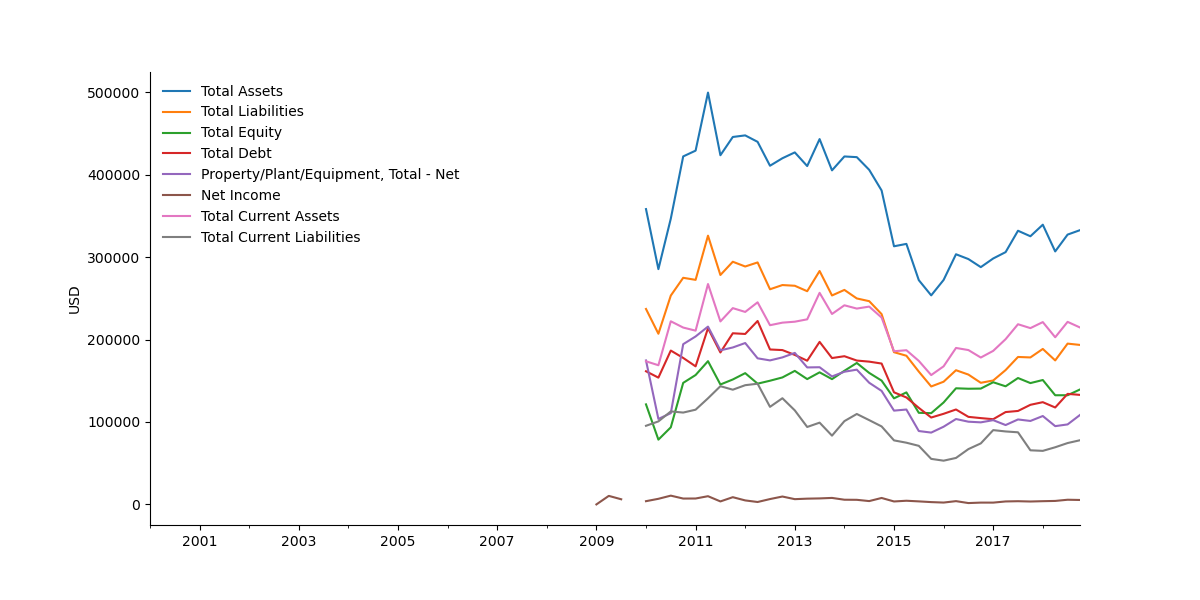 500000
400000
300000
200000
100000
0
USD
Total Assets
Total Liabilities
Total Equity
Total Debt
Property/Plant/Equipment, Total - Net
Net Income
Total Current Assets
Total Current Liabilities
2001 2003 2005 2007 2009 2011 2013 2015 2017